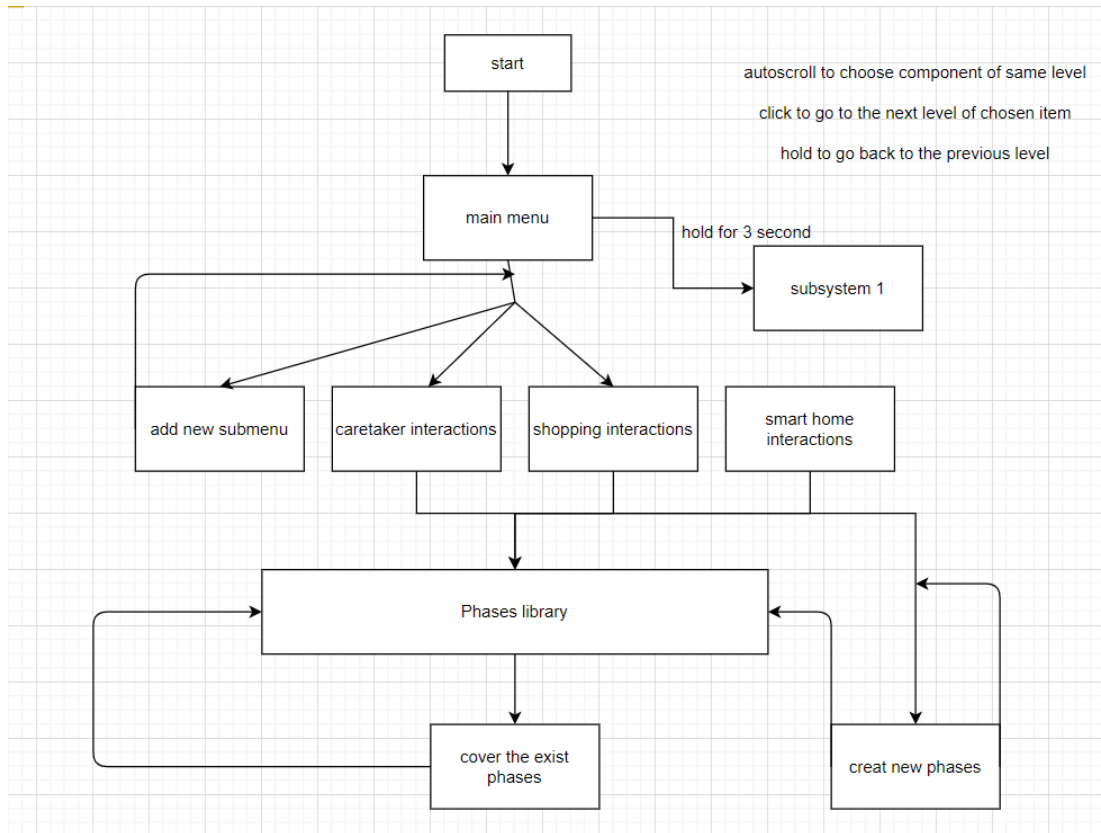 start
autoscroll to choose component of same level
click to go to the next level of chosen item
hold to go back to the previous level
main menu
hold for 3 second
subsystem 1
add new submenu
caretaker interactions
shopping interactions
smart home
interactions
Phases library
cover the exist
phases
creat new phases